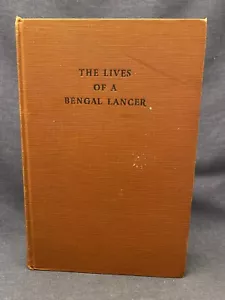 THE LIVES
OF A
BENGAL LANCER